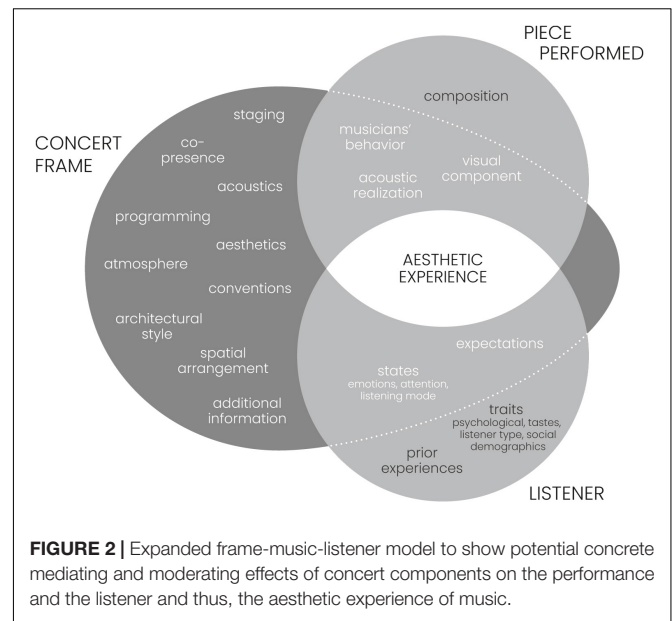 PIECE
PERFORMED
CONCERT
FRAME
staging
co-
presence
acoustics
programming
aesthetics
atmosphere
conventions
architectural
style
spatial
arrangement
additional
information
composition
musicians'
behavior
visual
component
acoustic
realization
AESTHETIC
EXPERIENCE
expectations
states
emotions, attention,
listening mode
traits
psychological, tastes,
listener type, social
demographics
prior
experiences
LISTENER
FIGURE 2 | Expanded frame-music-listener model to show potential concrete
mediating and moderating effects of concert components on the performance
and the listener and thus, the aesthetic experience of music.